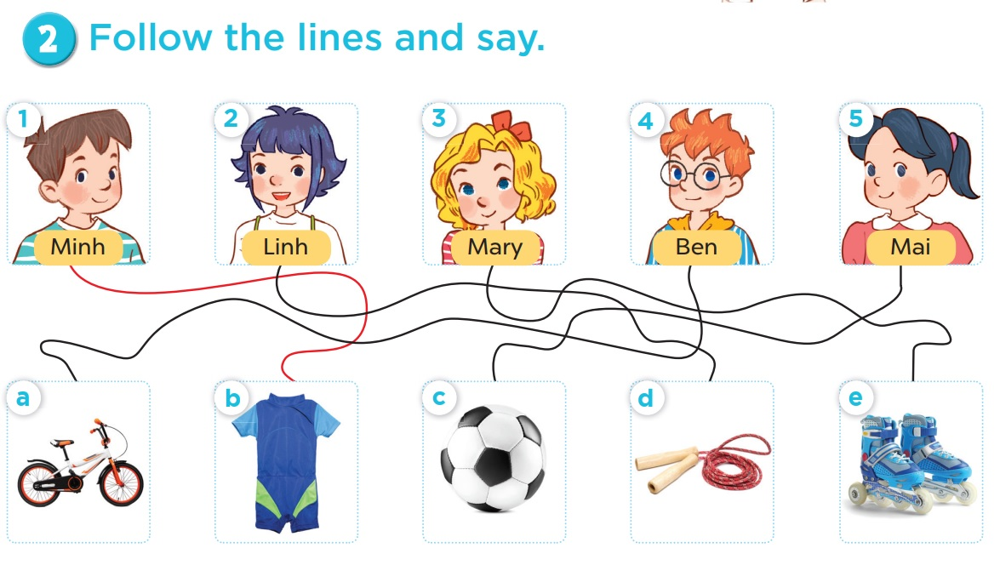 2 Follow the lines and say.
1 2 3 4 5
Minh Linh Mary Ben Mai
a b c d e